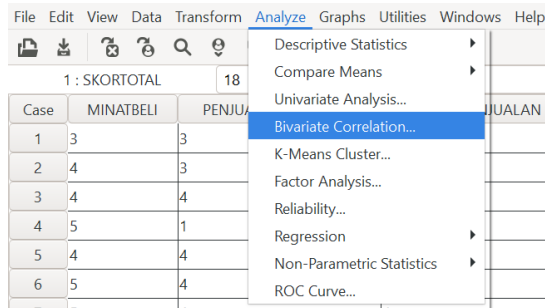 File Edit View Data Transform Analyze Graphs Utilities Windows Help
1 : SKORTOTAL 18
Case MINATBELI
1 3 3
2 4 3
3 4 4
4 5 1
5 4 4
6 5 4
Descriptive Statistics
Compare Means
Univariate Analysis...
Bivariate Correlation...
K-Means Cluster...
Factor Analysis...
Reliability...
Regression
Non-Parametric Statistics
ROC Curve...